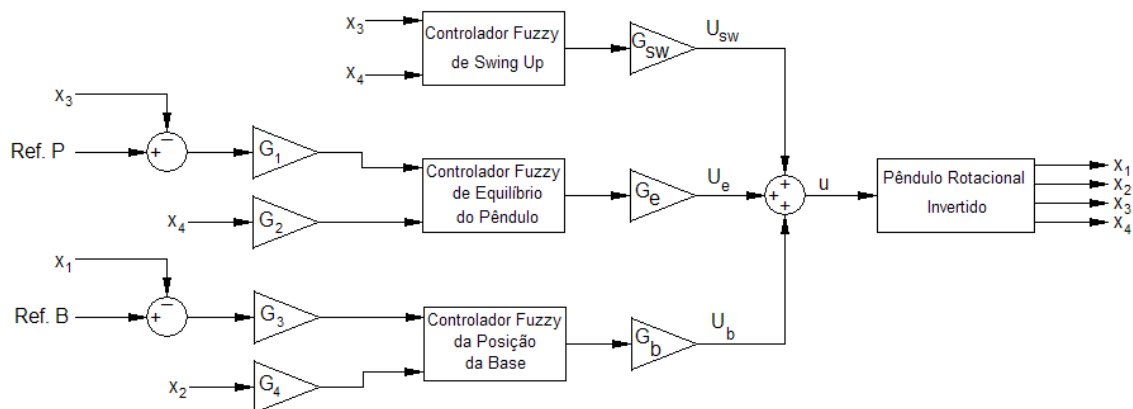 x3
x4
Controlador Fuzzy
de Swing Up
Gsw
Usw
x3
Ref. P
−
+
G1
x4
G2
Controlador Fuzzy
de Equilíbrio
do Pêndulo
Ge
Ue
+
+
+
u
Pêndulo Rotacional
Invertido
x1
x2
x3
x4
x1
Ref. B
−
+
G3
x2
G4
Controlador Fuzzy
da Posição
da Base
Gb
Ub